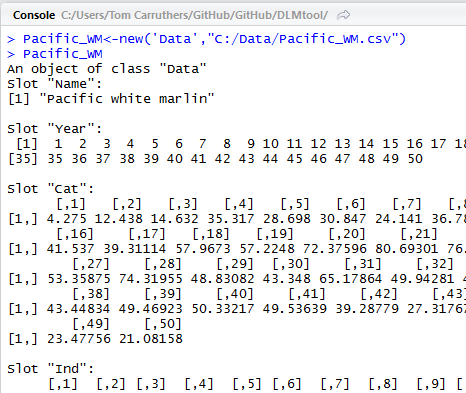 Console C:/Users/Tom Carruthers/GitHub/GitHub/DLMtool/
> Pacific_WM<-new('Data',"C:/Data/Pacific_WM.csv")
> Pacific_WM
An object of class "Data"
Slot "Name":
[1] "Pacific white marlin"
Slot "Year":
[1] 1 2 3 4 5 6 7 8 9 10 11 12 13 14 15 16 17 18
[35] 35 36 37 38 39 40 41 42 43 44 45 46 47 48 49 50
Slot "Cat":
[,1] [,2] [,3] [,4] [,5] [,6] [,7] [,8
[1,] 4.275 12.438 14.632 35.317 28.698 30.847 24.141 36.78
[,16] [,17] [,18] [,19] [,20] [,21]
[1,] 41.537 39.31114 57.9673 57.2248 72.37596 80.69301 76.
[,27] [,28] [,29] [,30] [,31] [,32]
[1,] 53.35875 74.31955 48.83082 43.348 65.17864 49.94281 4
[,38] [,39] [,40] [,41] [,42] [,43]
[1,] 43.44834 49.46923 50.33217 49.53639 39.28779 27.31767
[,49] [,50]
[1,] 23.47756 21.08158
Slot "Ind":
[,1] [,2] [,3] [,4] [,5] [,6] [,7] [,8] [,9] [